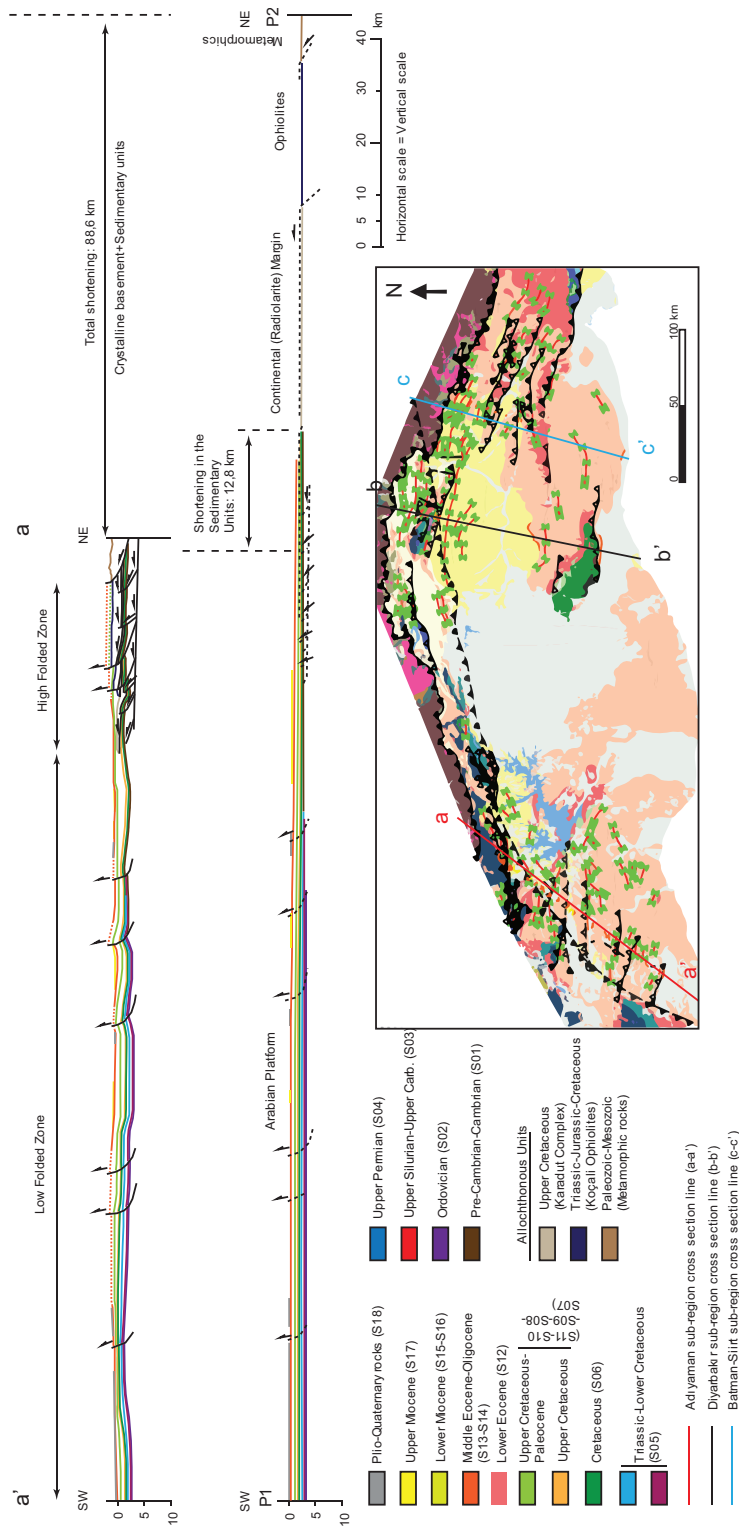 a'
a
Total shortening: 88,6 km
Crystalline basement+Sedimentary units
Low Folded Zone
High Folded Zone
SW
NE
0
5
10
Shortening in the
Sedimentary
Units: 12,8 km
SW
P1
NE
P2
Arabian Platform
Continental (Radiolarite) Margin
Ophiolites
Metamorphics
0
5
10
0 5 10 20 30 40
km
Horizontal scale = Vertical scale
Plio-Quaternary rocks (S18)
Upper Miocene (S17)
Lower Miocene (S15-S16)
Middle Eocene-Oligocene
(S13-S14)
Lower Eocene (S12)
Upper Cretaceous-
Paleocene
Upper Cretaceous
(S11-S10
-S09-S08-
S07)
Cretaceous (S06)
Triassic-Lower Cretaceous
(S05)
Upper Permian (S04)
Upper Silurian-Upper Carb. (S03)
Ordovician (S02)
Pre-Cambrian-Cambrian (S01)
Allochthonous Units
Upper Cretaceous
(Karadut Complex)
Triassic-Jurassic-Cretaceous
(Koçali Ophiolites)
Paleozoic-Mesozoic
(Metamorphic rocks)
Adıyaman sub-region cross section line (a-a')
Diyarbakır sub-region cross section line (b-b')
Batman-Siirt sub-region cross section line (c-c')
N
a
a'
b
b'
c
c'
0 50 100 km